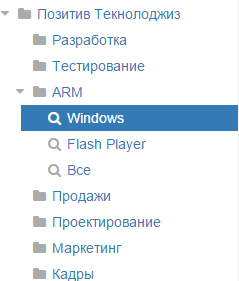 Позитив Текнолоджиз
Разработка
Тестирование
ARM
Windows
Flash Player
Все
Продажи
Проектирование
Маркетинг
Кадры